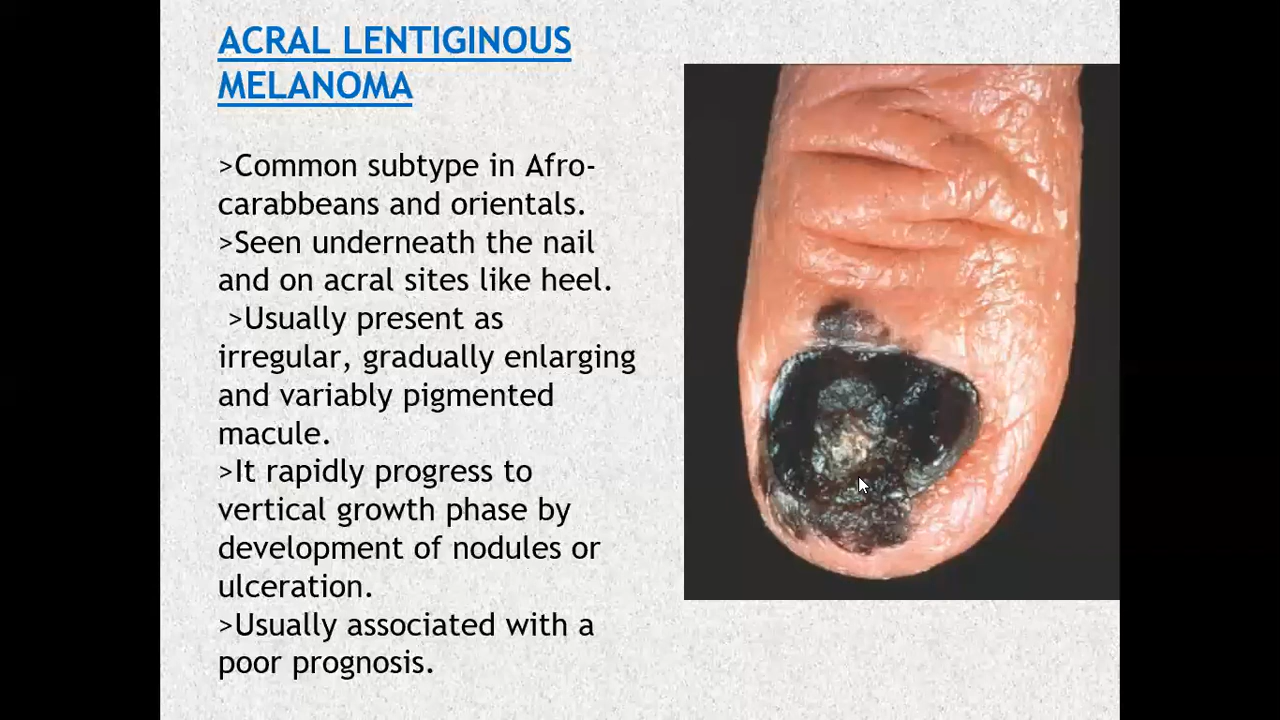 ACRAL LENTIGINOUS
MELANOMA
>Common subtype in Afro-
carabbeans and orientals.
>Seen underneath the nail
and on acral sites like heel.
>Usually present as
irregular, gradually enlarging
and variably pigmented
macule.
>It rapidly progress to
vertical growth phase by
development of nodules or
ulceration.
>Usually associated with a
poor prognosis.